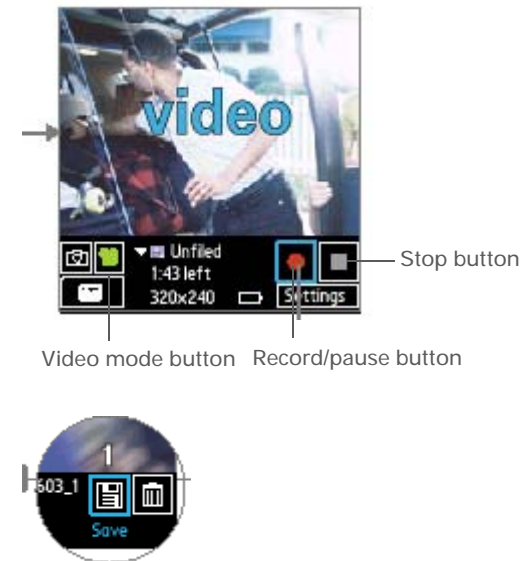 video
Unfiled
1:43 left
320x240
Settings
Stop button
Video mode button
Record/pause button
1
603_1
Save